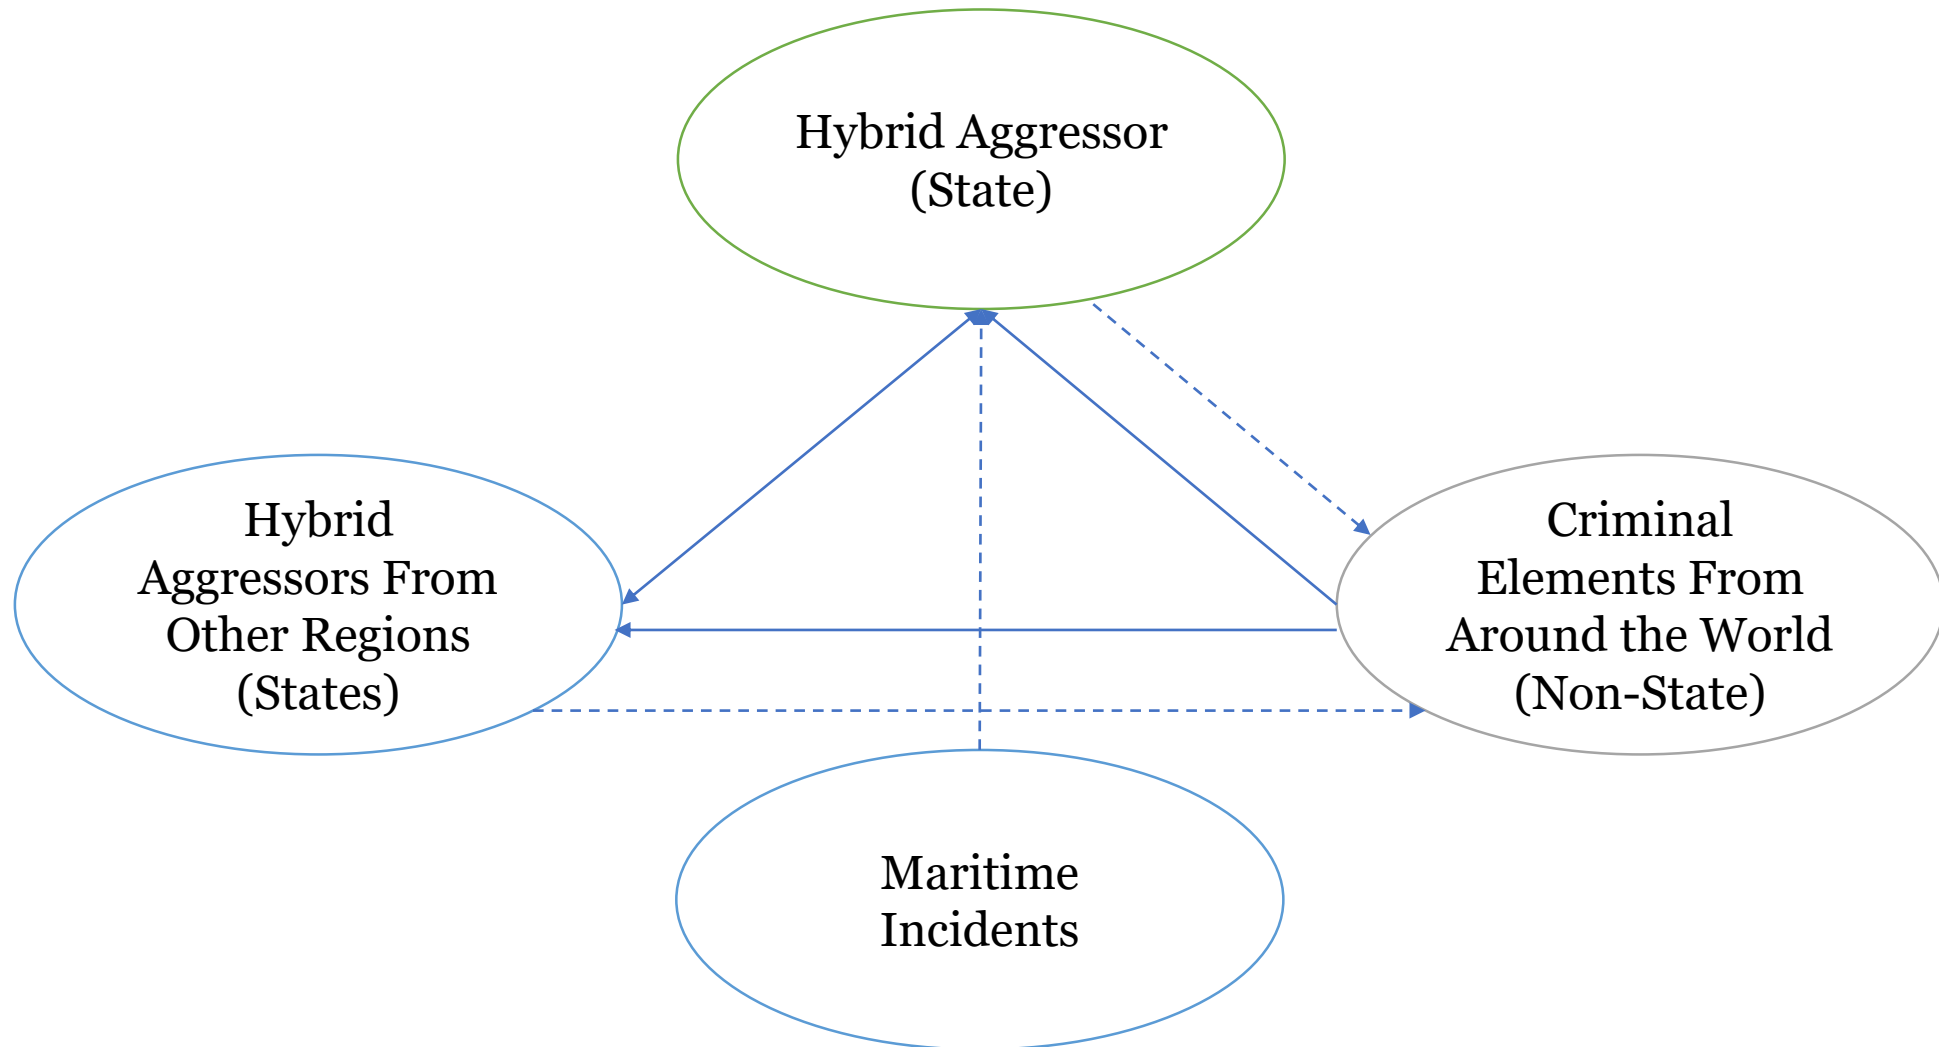 Hybrid Aggressor
(State)
Hybrid
Aggressors From
Other Regions
(States)
Criminal
Elements From
Around the World
(Non-State)
Maritime
Incidents